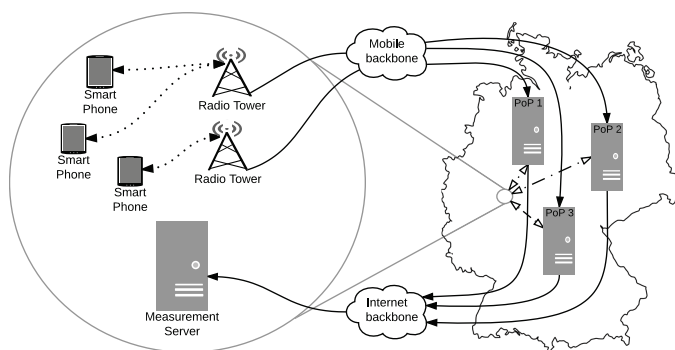 Smart
Phone
Radio Tower
Smart
Phone
Smart
Phone
Radio Tower
Measurement
Server
Mobile
backbone
PoP 1
PoP 2
PoP 3
Internet
backbone